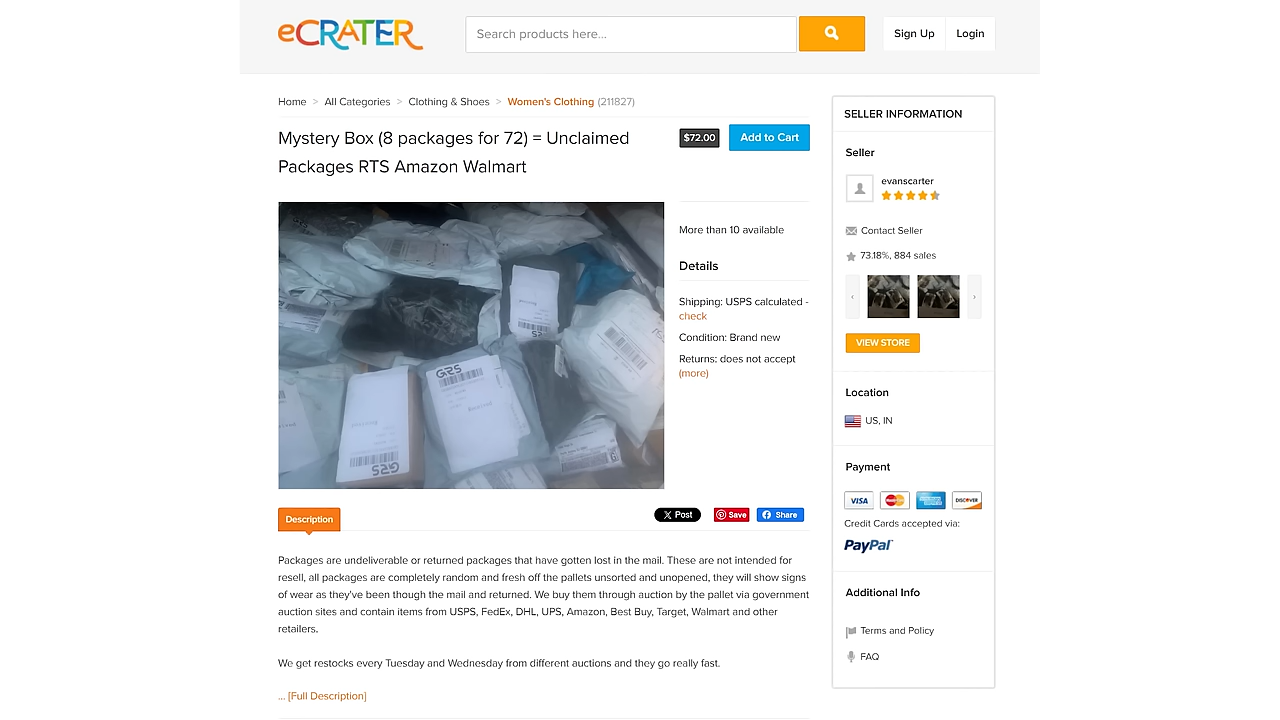 eCRATER
Search products here...
Sign Up
Login
Home > All Categories > Clothing & Shoes > Women's Clothing (211827)
Mystery Box (8 packages for 72) = Unclaimed
Packages RTS Amazon Walmart
$72.00
Add to Cart
GRS
GRS
More than 10 available
Details
Shipping: USPS calculated -
check
Condition: Brand new
Returns: does not accept
(more)
Description
Post
Save
Share
Packages are undeliverable or returned packages that have gotten lost in the mail. These are not intended for
resell, all packages are completely random and fresh off the pallets unsorted and unopened, they will show signs
of wear as they've been though the mail and returned. We buy them through auction by the pallet via government
auction sites and contain items from USPS, FedEx, DHL, UPS, Amazon, Best Buy, Target, Walmart and other
retailers.
We get restocks every Tuesday and Wednesday from different auctions and they go really fast.
... [Full Description]
SELLER INFORMATION
Seller
evanscarter
Contact Seller
73.18%, 884 sales
VIEW STORE
Location
US, IN
Payment
VISA
MasterCard
DISCOVER
Credit Cards accepted via:
PayPal
Additional Info
Terms and Policy
FAQ